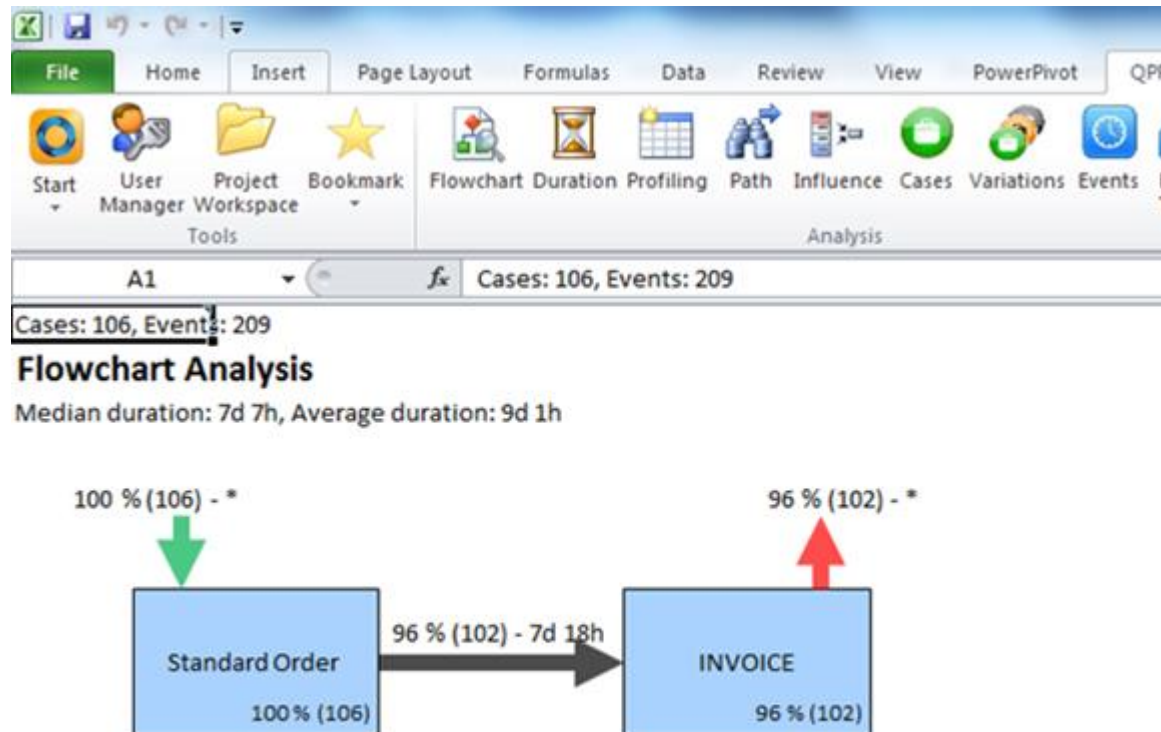 File Home Insert Page Layout Formulas Data Review View PowerPivot
Start User Manager Project Workspace Bookmark Flowchart Duration Profiling Path Influence Cases Variations Events
Tools Analysis
A1 fx Cases: 106, Events: 209
Cases: 106, Events: 209
Flowchart Analysis
Median duration: 7d 7h, Average duration: 9d 1h
100 % (106) - * 96 % (102) - *
96 % (102) - 7d 18h
Standard Order INVOICE
100 % (106) 96 % (102)